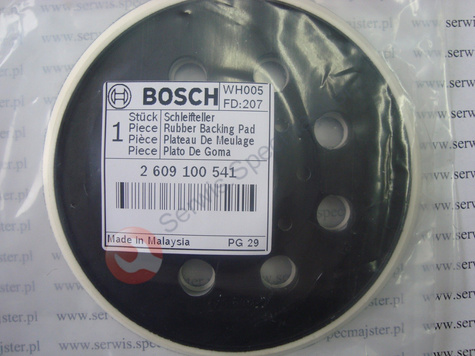 BOSCH
WH005
FD:207
1
Stück Schleifteller
Piece Rubber Backing Pad
Pièce Plateau De Meulage
Piece Plato De Goma
2 609 100 541
Made In Malaysia PG 29